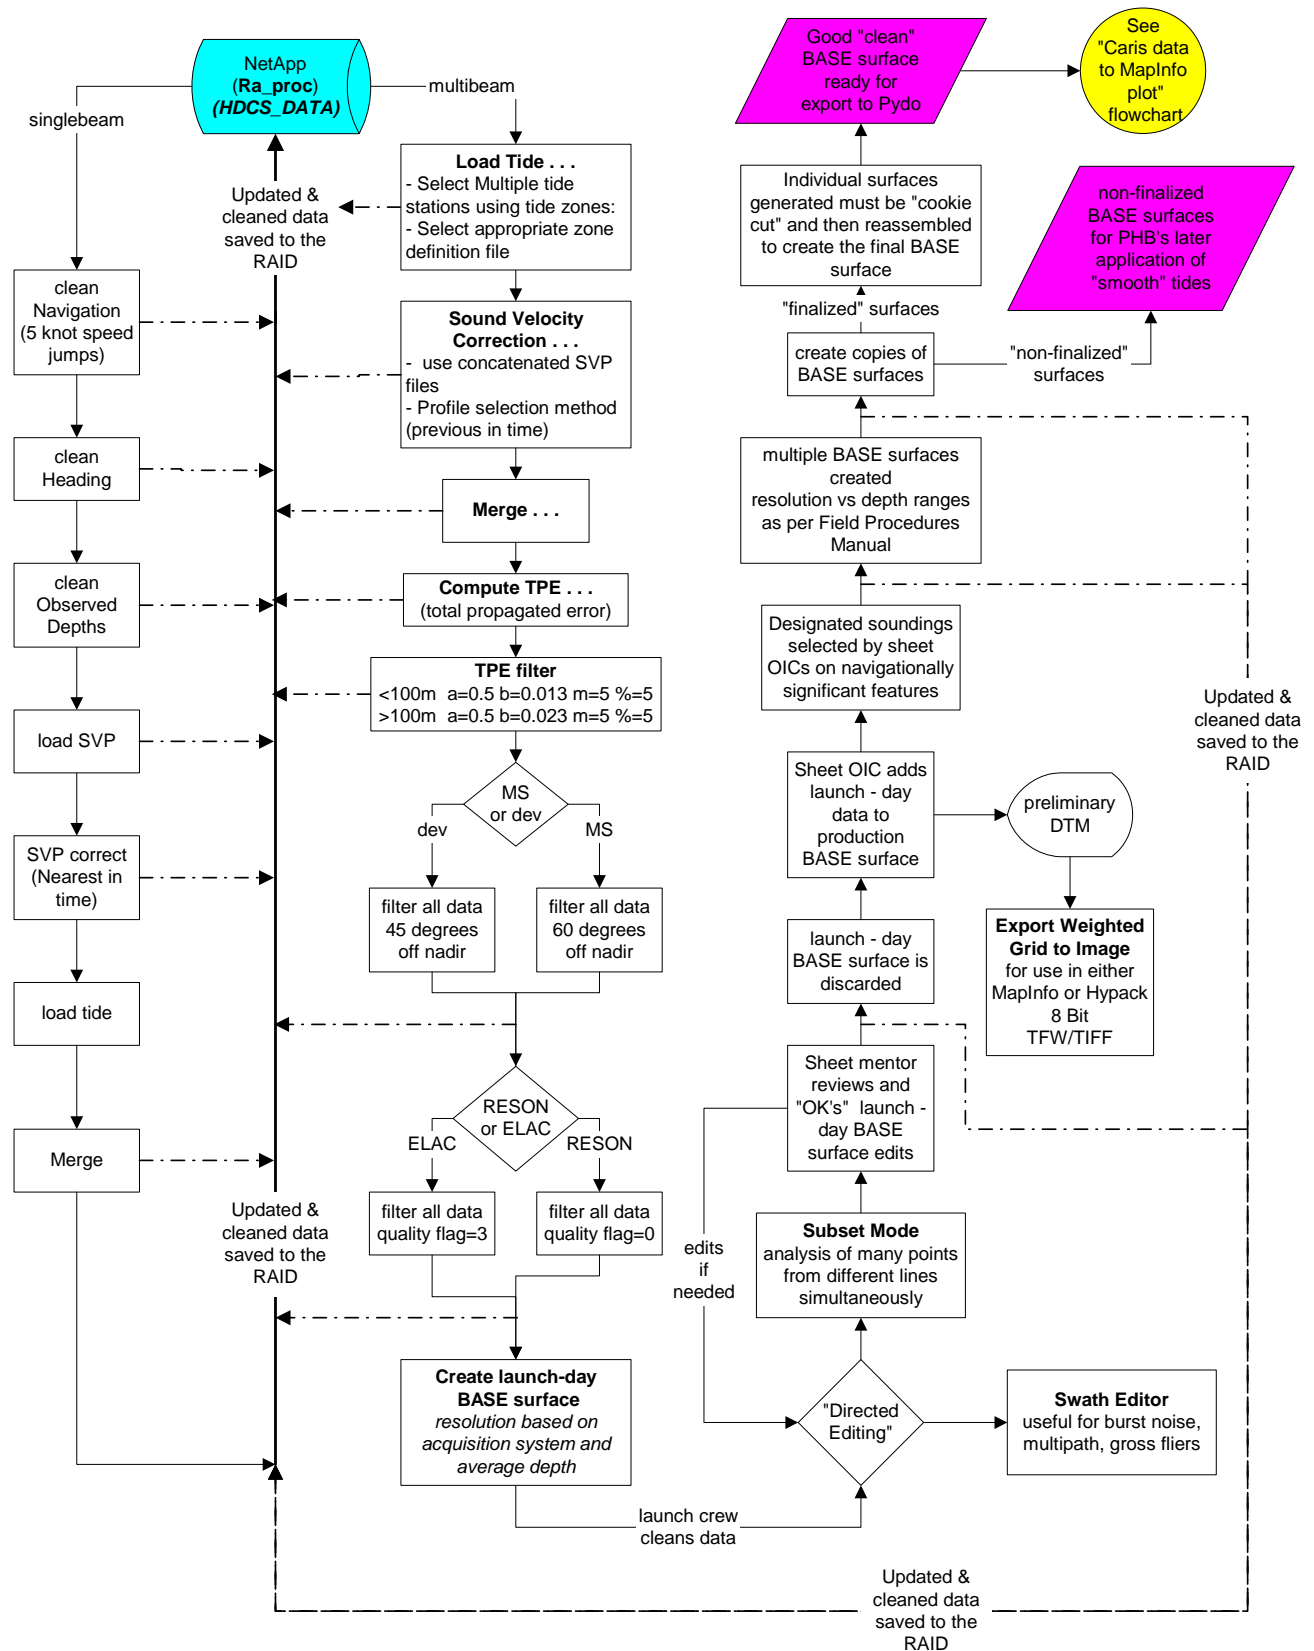 NetApp
(Ra_proc)
(HDCS_DATA)
singlebeam
multibeam
Updated &
cleaned data
saved to the
RAID
clean
Navigation
(5 knot speed
jumps)
clean
Heading
clean
Observed
Depths
load SVP
SVP correct
(Nearest in
time)
load tide
Merge
Updated &
cleaned data
saved to the
RAID
Load Tide . . .
- Select Multiple tide
stations using tide zones:
- Select appropriate zone
definition file
Sound Velocity
Correction . . .
- use concatenated SVP
files
- Profile selection method
(previous in time)
Merge . . .
Compute TPE . . .
(total propagated error)
TPE filter
<100m a=0.5 b=0.013 m=5 %=5
>100m a=0.5 b=0.023 m=5 %=5
MS
or dev
dev
MS
filter all data
45 degrees
off nadir
filter all data
60 degrees
off nadir
RESON
or ELAC
ELAC
RESON
filter all data
quality flag=3
filter all data
quality flag=0
Create launch-day
BASE surface
resolution based on
acquisition system and
average depth
launch crew
cleans data
"Directed
Editing"
Swath Editor
useful for burst noise,
multipath, gross fliers
Subset Mode
analysis of many points
from different lines
simultaneously
edits
if
needed
Sheet mentor
reviews and
"OK's" launch -
day BASE
surface edits
launch - day
BASE surface is
discarded
Sheet OIC adds
launch - day
data to
production
BASE surface
preliminary
DTM
Export Weighted
Grid to Image
for use in either
MapInfo or Hypack
8 Bit
TFW/TIFF
Designated soundings
selected by sheet
OICs on navigationally
significant features
multiple BASE surfaces
created
resolution vs depth ranges
as per Field Procedures
Manual
create copies of
BASE surfaces
"finalized" surfaces
"non-finalized"
surfaces
Individual surfaces
generated must be "cookie
cut" and then reassembled
to create the final BASE
surface
non-finalized
BASE surfaces
for PHB's later
application of
"smooth" tides
Good "clean"
BASE surface
ready for
export to Pydo
See
"Caris data
to MapInfo
plot"
flowchart
Updated &
cleaned data
saved to the
RAID
Updated &
cleaned data
saved to the
RAID